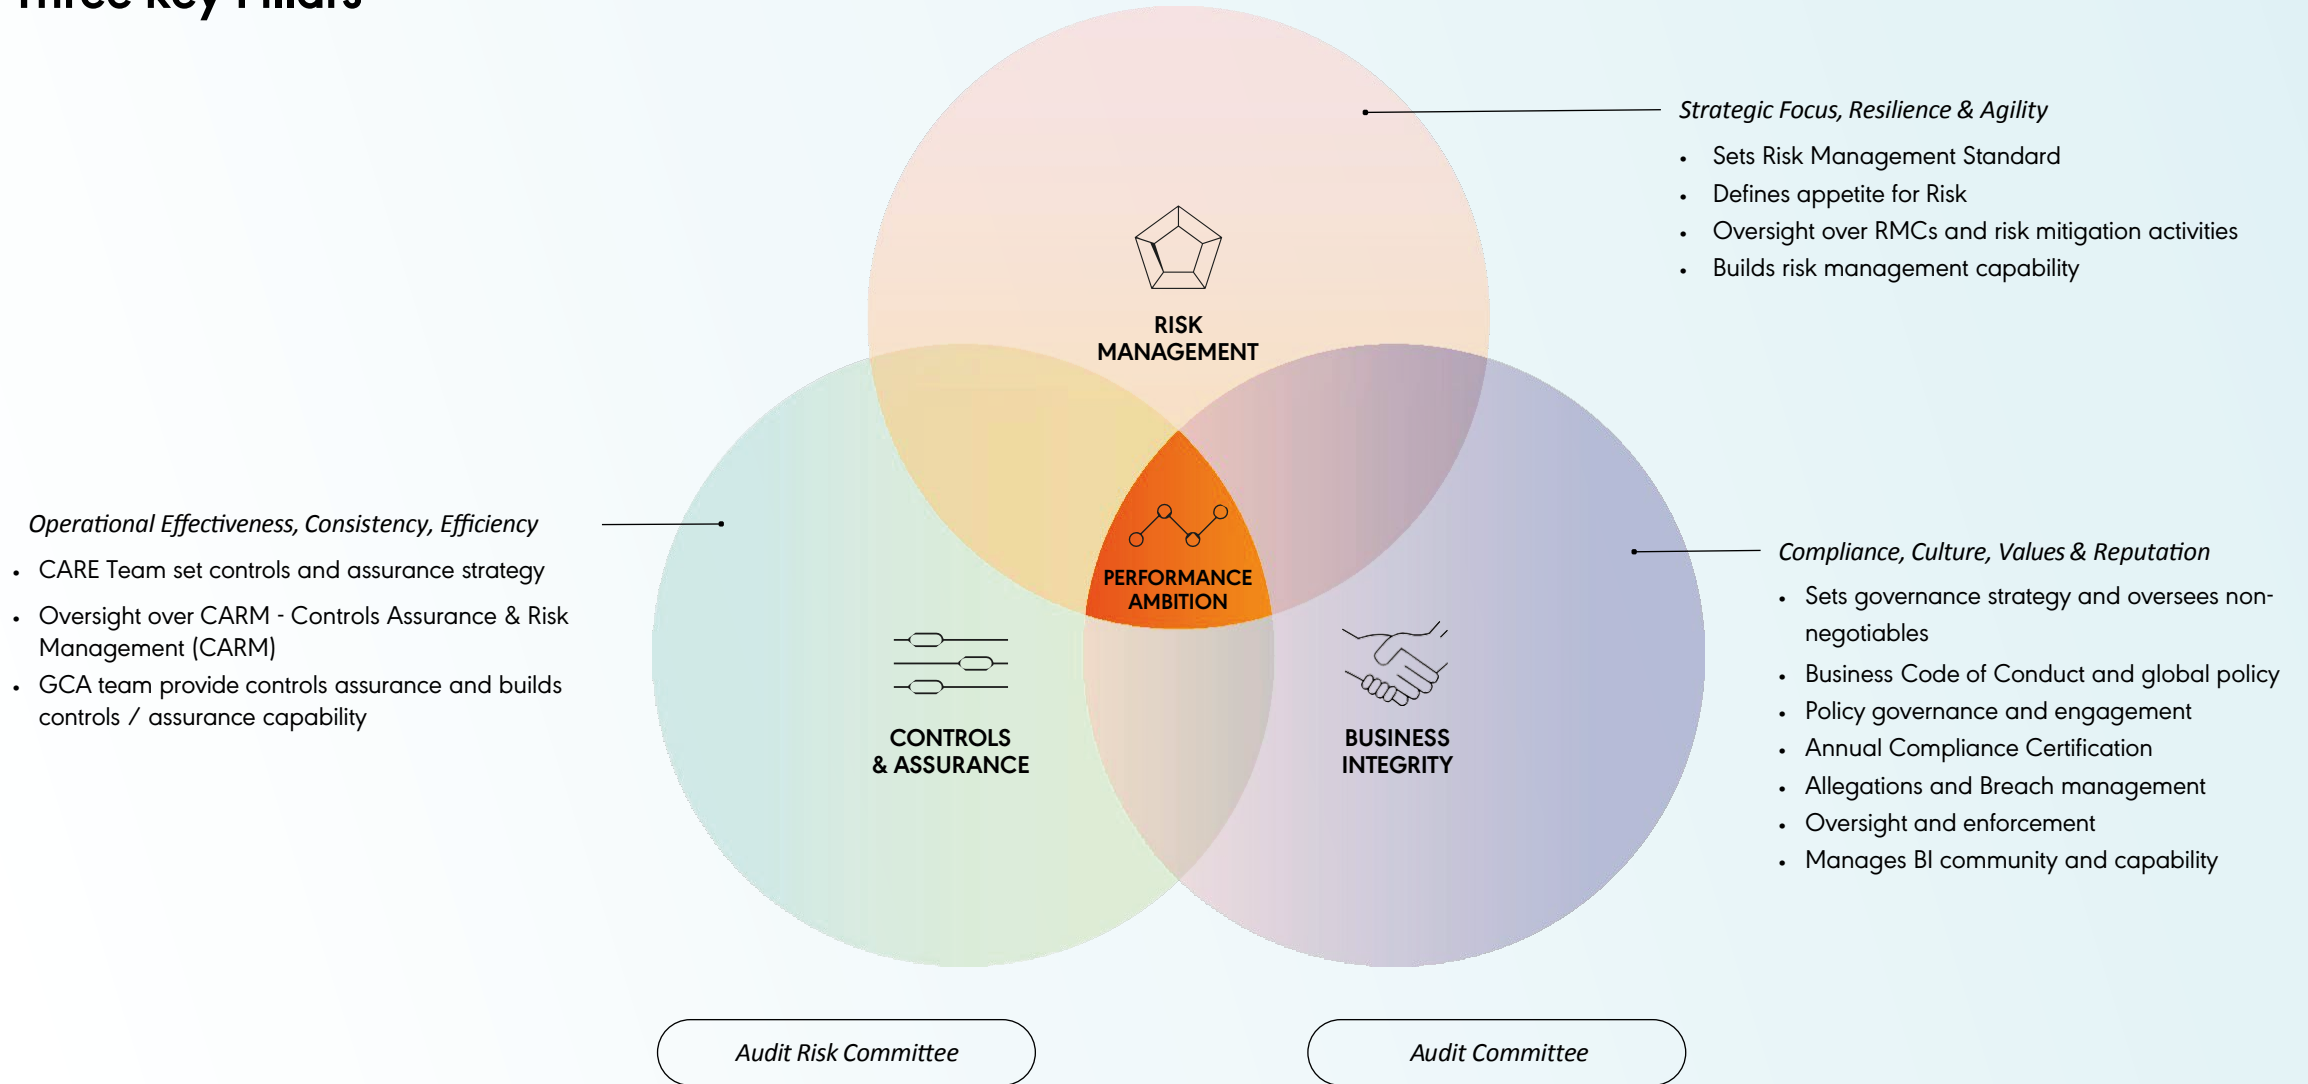 Three Key Pillars
Strategic Focus, Resilience & Agility
• Sets Risk Management Standard
• Defines appetite for Risk
• Oversight over RMCs and risk mitigation activities
• Builds risk management capability
RISK
MANAGEMENT
Operational Effectiveness, Consistency, Efficiency
• CARE Team set controls and assurance strategy
• Oversight over CARM - Controls Assurance & Risk
Management (CARM)
• GCA team provide controls assurance and builds
controls / assurance capability
PERFORMANCE
AMBITION
CONTROLS
& ASSURANCE
BUSINESS
INTEGRITY
Compliance, Culture, Values & Reputation
• Sets governance strategy and oversees non-
negotiables
• Business Code of Conduct and global policy
• Policy governance and engagement
• Annual Compliance Certification
• Allegations and Breach management
• Oversight and enforcement
• Manages BI community and capability
Audit Risk Committee
Audit Committee